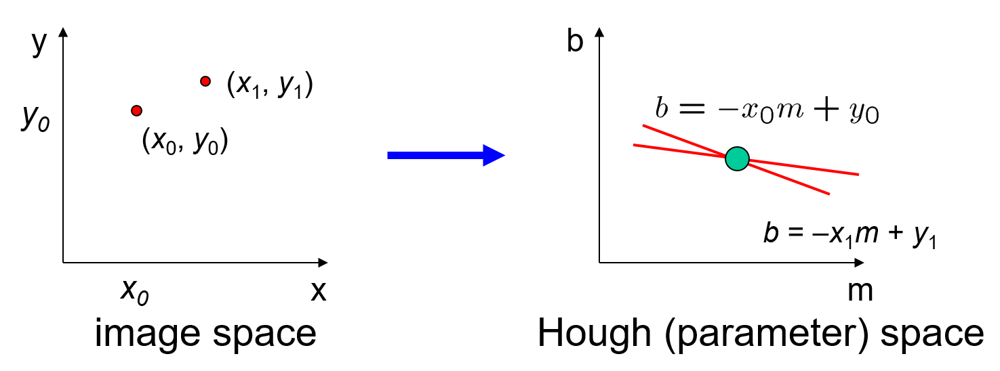 y
(x₁, y₁)
y₀
(x₀, y₀)
x₀
x
image space
b
b = −x₀m + y₀
b = –x₁m + y₁
m
Hough (parameter) space